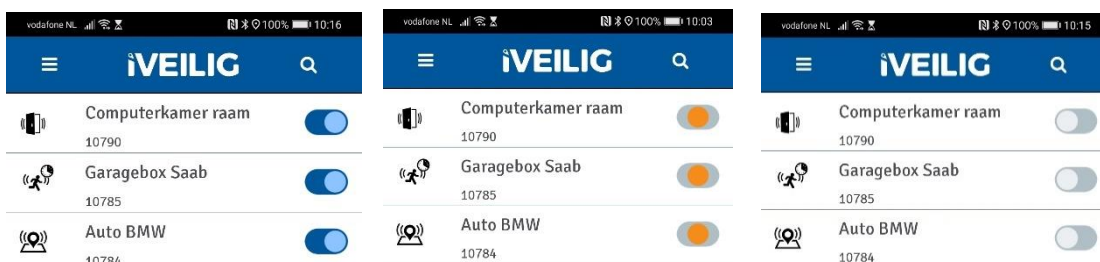 vodafone NL 100% 10:16
iVEILIG
Computerkamer raam
10790
Garagebox Saab
10785
Auto BMW
10784
vodafone NL 100% 10:03
iVEILIG
Computerkamer raam
10790
Garagebox Saab
10785
Auto BMW
10784
vodafone NL 100% 10:15
iVEILIG
Computerkamer raam
10790
Garagebox Saab
10785
Auto BMW
10784